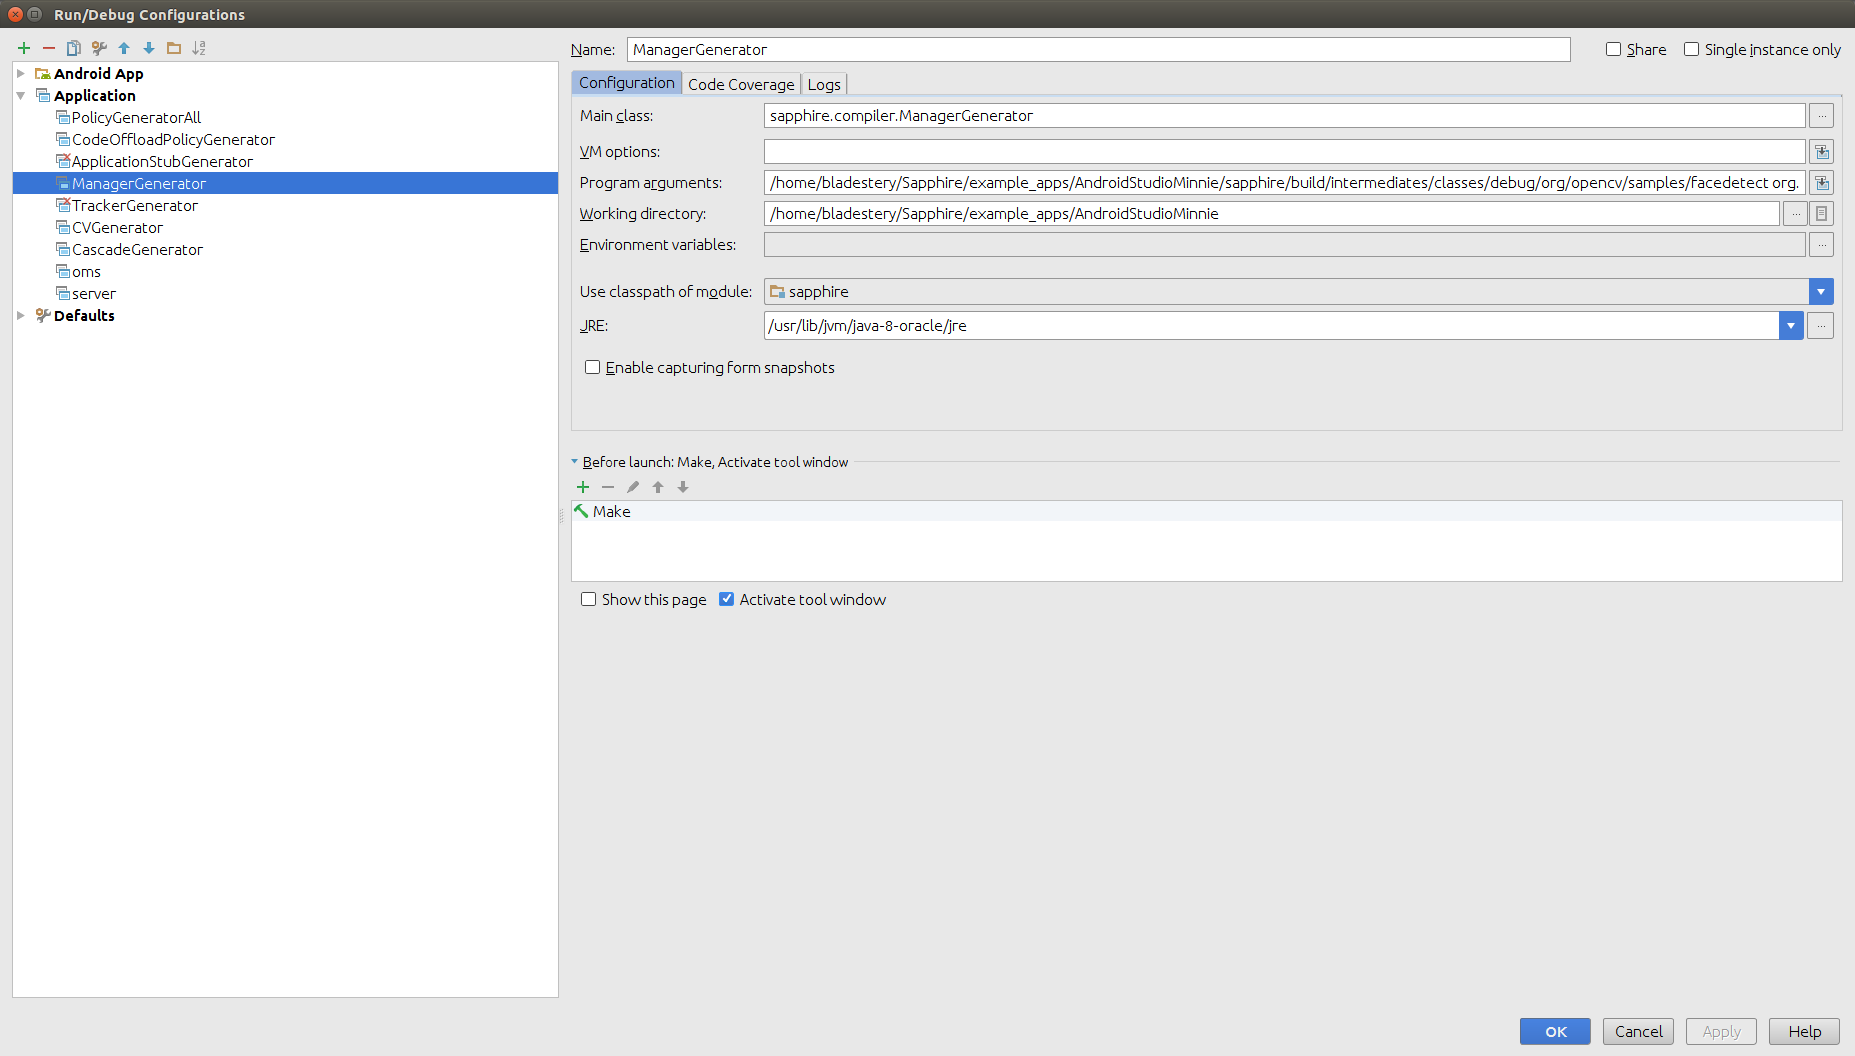 Run/Debug Configurations
Name: ManagerGenerator
Share
Single instance only
Android App
Application
PolicyGeneratorAll
CodeOffloadPolicyGenerator
ApplicationStubGenerator
ManagerGenerator
TrackerGenerator
CVGenerator
CascadeGenerator
oms
server
Defaults
Configuration
Code Coverage
Logs
Main class: sapphire.compiler.ManagerGenerator
VM options:
Program arguments: /home/bladestery/Sapphire/example_apps/AndroidStudioMinnie/sapphire/build/intermediates/classes/debug/org/opencv/samples/facedetect org.
Working directory: /home/bladestery/Sapphire/example_apps/AndroidStudioMinnie
Environment variables:
Use classpath of module: sapphire
JRE: /usr/lib/jvm/java-8-oracle/jre
Enable capturing form snapshots
Before launch: Make, Activate tool window
Make
Show this page
Activate tool window
OK
Cancel
Apply
Help